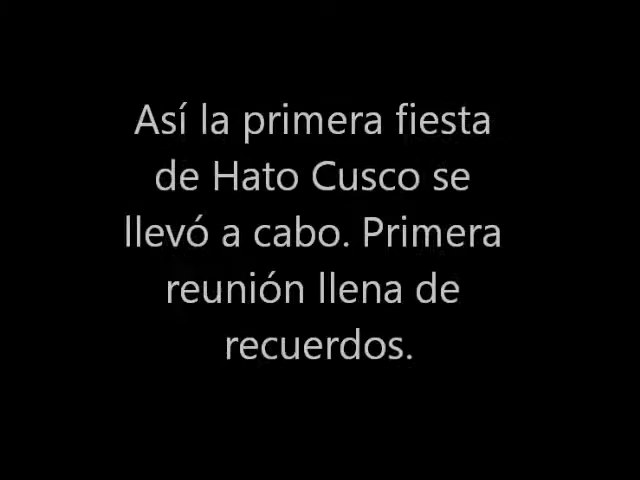 Así la primera fiesta
de Hato Cusco se
llevó a cabo. Primera
reunión llena de
recuerdos.